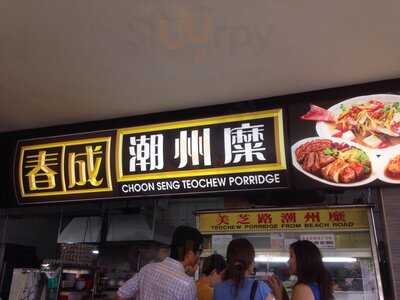 春成潮州糜
CHOON SENG TEOCHEW PORRIDGE
美芝路潮州糜
TEOCHEW PORRIDGE FROM BEACH ROAD